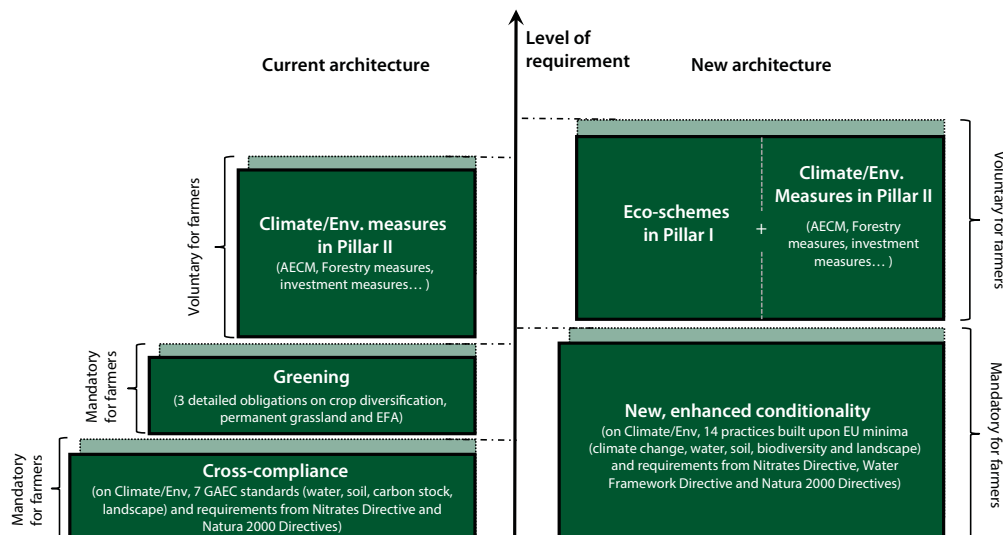 Current architecture
Level of
requirement
New architecture
Voluntary for farmers
Climate/Env. measures
in Pillar II
(AECM, Forestry measures,
investment measures… )
Mandatory
for farmers
Greening
(3 detailed obligations on crop diversification,
permanent grassland and EFA)
Mandatory
for farmers
Cross-compliance
(on Climate/Env, 7 GAEC standards (water, soil, carbon stock,
landscape) and requirements from Nitrates Directive and
Natura 2000 Directives)
Eco-schemes
in Pillar I
+
Climate/Env.
Measures in Pillar II
(AECM, Forestry
measures, investment
measures… )
Voluntary for farmers
New, enhanced conditionality
(on Climate/Env, 14 practices built upon EU minima
(climate change, water, soil, biodiversity and landscape)
and requirements from Nitrates Directive, Water
Framework Directive and Natura 2000 Directives)
Mandatory for farmers